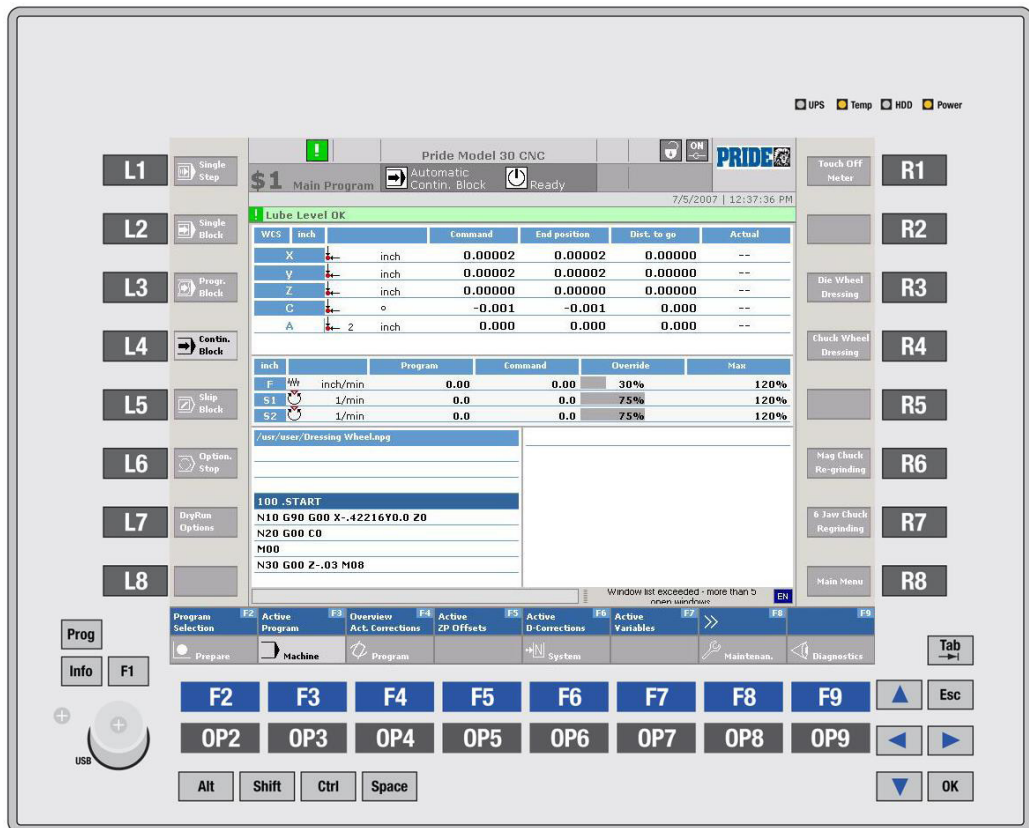 UPS Temp HDD Power
L1
L2
L3
L4
L5
L6
L7
L8
Single Step
Single Block
Progr. Block
Contin. Block
Skip Block
Option. Stop
DryRun Options
!
Pride Model 30 CNC
ON
PRIDE
$1 Main Program
Automatic
Contin. Block
Ready
7/5/2007 | 12:37:36 PM
! Lube Level OK
WCS inch Command End position Dist. to go Actual
X inch 0.00002 0.00002 0.00000 --
y inch 0.00002 0.00002 0.00000 --
Z inch 0.00000 0.00000 0.00000 --
C ° -0.001 -0.001 0.000 --
A 2 inch 0.000 0.000 0.000 --
inch Program Command Override Max
F inch/min 0.00 0.00 30% 120%
S1 1/min 0.0 0.0 75% 120%
S2 1/min 0.0 0.0 75% 120%
/usr/user/Dressing Wheel.npg
100 .START
N10 G90 G00 X-.42216Y0.0 Z0
N20 G00 C0
M00
N30 G00 Z-.03 M08
Window list exceeded - more than 5
open windows
EN
Touch Off Meter
Die Wheel Dressing
Chuck Wheel Dressing
Mag Chuck Re-grinding
6 Jaw Chuck Regrinding
Main Menu
R1
R2
R3
R4
R5
R6
R7
R8
Program Selection F2
Active Program F3
Overview Act. Corrections F4
Active ZP Offsets F5
Active D-Corrections F6
Active Variables F7
>> F8
F9
Prepare
Machine
Program
N System
Maintenan.
Diagnostics
Prog
Info F1
USB
F2 F3 F4 F5 F6 F7 F8 F9
OP2 OP3 OP4 OP5 OP6 OP7 OP8 OP9
Alt Shift Ctrl Space
Tab
Esc
OK